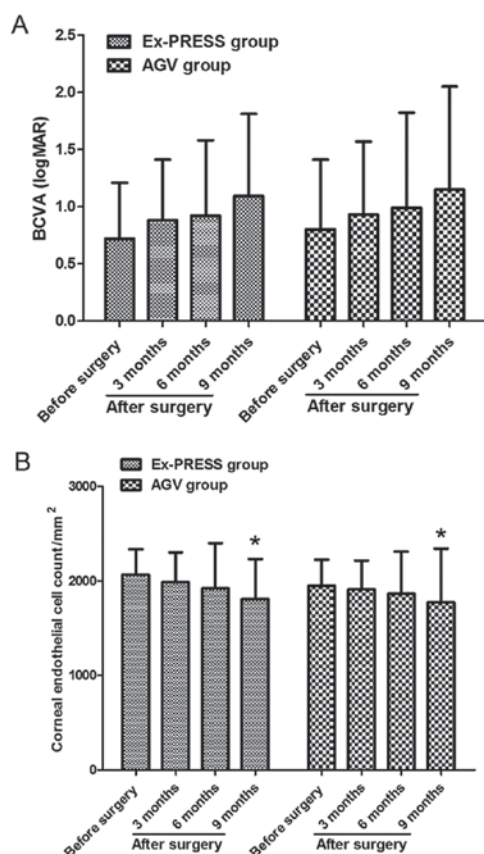 A
Ex-PRESS group
AGV group
BCVA (logMAR)
2.5
2.0
1.5
1.0
0.5
0.0
Before surgery
3 months
6 months
9 months
After surgery
Before surgery
3 months
6 months
9 months
After surgery
B
Ex-PRESS group
AGV group
Corneal endothelial cell count/mm²
3000
2000
1000
0
*
*
Before surgery
3 months
6 months
9 months
After surgery
Before surgery
3 months
6 months
9 months
After surgery